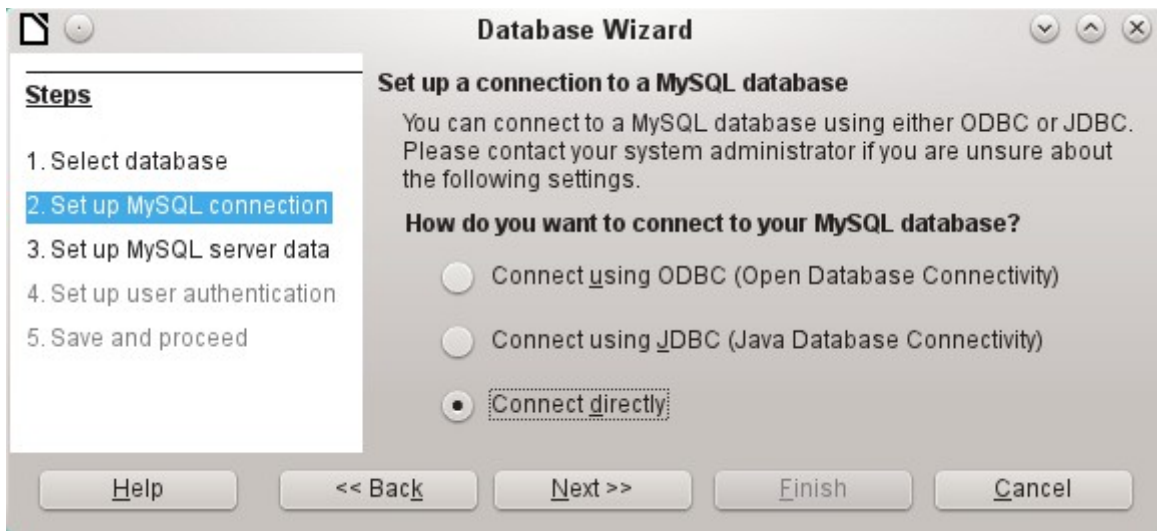 Database Wizard
Steps
1. Select database
2. Set up MySQL connection
3. Set up MySQL server data
4. Set up user authentication
5. Save and proceed
Set up a connection to a MySQL database
You can connect to a MySQL database using either ODBC or JDBC.
Please contact your system administrator if you are unsure about
the following settings.
How do you want to connect to your MySQL database?
Connect using ODBC (Open Database Connectivity)
Connect using JDBC (Java Database Connectivity)
Connect directly
Help
<< Back
Next >>
Finish
Cancel